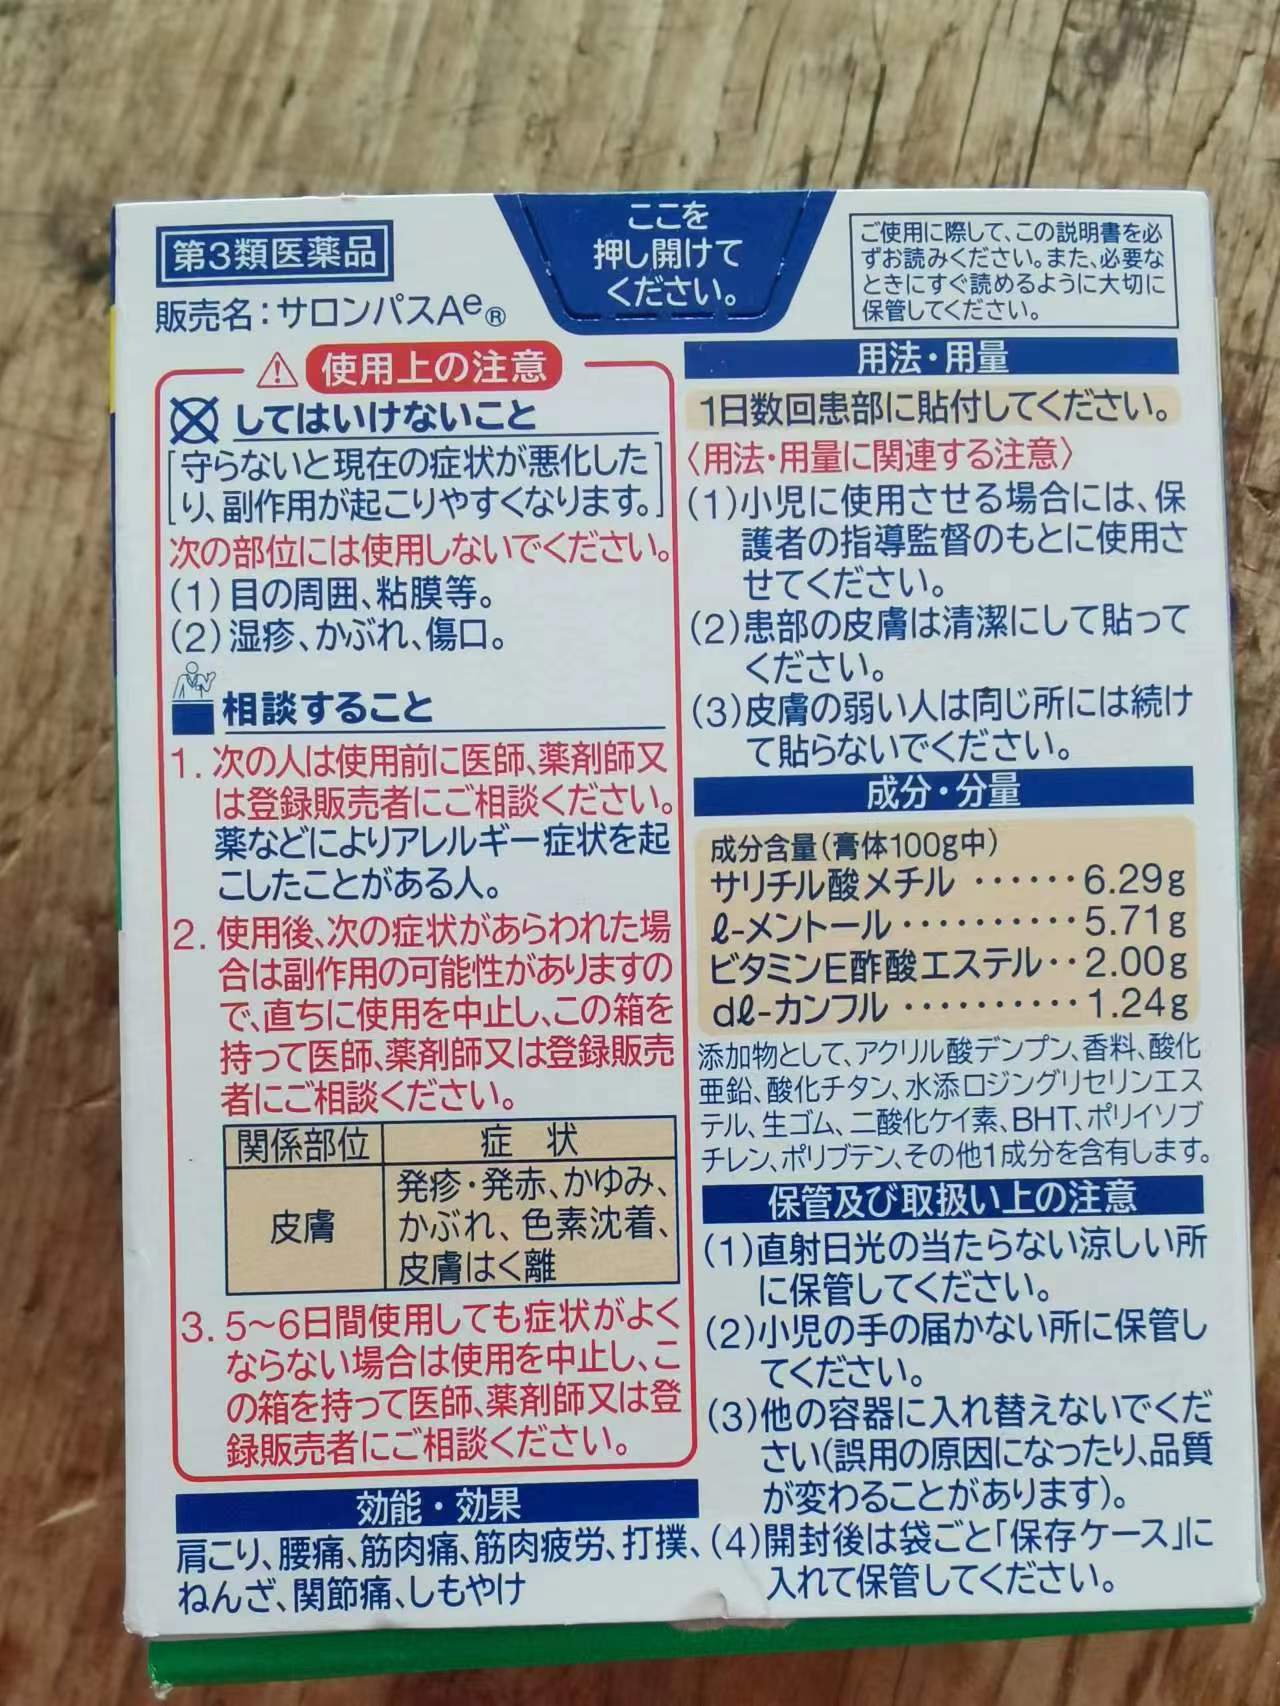 第3類医薬品
販売名：サロンパスAe®
ここを
押し開けて
ください。
ご使用に際して、この説明書を必
ずお読みください。また、必要な
ときにすぐ読めるように大切に
保管してください。
使用上の注意
してはいけないこと
守らないと現在の症状が悪化した
り、副作用が起こりやすくなります。
次の部位には使用しないでください。
(1)目の周囲、粘膜等。
(2)湿疹、かぶれ、傷口。
相談すること
1. 次の人は使用前に医師、薬剤師又
は登録販売者にご相談ください。
薬などによりアレルギー症状を起
こしたことがある人。
2. 使用後、次の症状があらわれた場
合は副作用の可能性がありますの
で、直ちに使用を中止し、この箱を
持って医師、薬剤師又は登録販売
者にご相談ください。
関係部位 症状
皮膚
発疹・発赤、かゆみ、
かぶれ、色素沈着、
皮膚はく離
3. 5〜6日間使用しても症状がよく
ならない場合は使用を中止し、こ
の箱を持って医師、薬剤師又は登
録販売者にご相談ください。
効能・効果
肩こり、腰痛、筋肉痛、筋肉疲労、打撲、
ねんざ、関節痛、しもやけ
用法・用量
1日数回患部に貼付してください。
〈用法・用量に関連する注意〉
(1)小児に使用させる場合には、保
護者の指導監督のもとに使用さ
せてください。
(2)患部の皮膚は清潔にして貼って
ください。
(3)皮膚の弱い人は同じ所には続け
て貼らないでください。
成分・分量
成分含量(膏体100g中)
サリチル酸メチル ······6.29g
ℓ-メントール··········5.71g
ビタミンE酢酸エステル··2.00g
dℓ-カンフル ··········1.24g
添加物として、アクリル酸デンプン、香料、酸化
亜鉛、酸化チタン、水添ロジングリセリンエス
テル、生ゴム、二酸化ケイ素、BHT、ポリイソブ
チレン、ポリブテン、その他1成分を含有します。
保管及び取扱い上の注意
(1)直射日光の当たらない涼しい所
に保管してください。
(2)小児の手の届かない所に保管し
てください。
(3)他の容器に入れ替えないでくだ
さい(誤用の原因になったり、品質
が変わることがあります)。
(4)開封後は袋ごと「保存ケース」に
入れて保管してください。